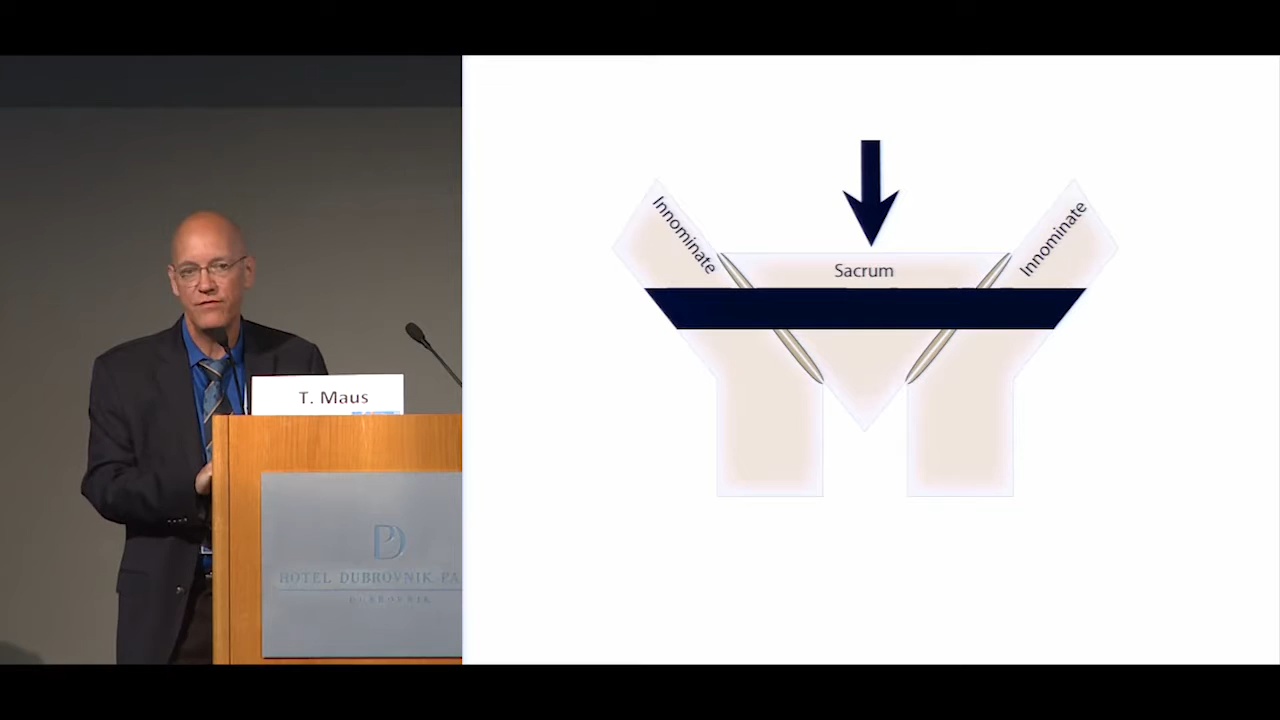 T. Maus
HOTEL DUBROVNIK PA
DUBROVNIK
Innominate
Sacrum
Innominate